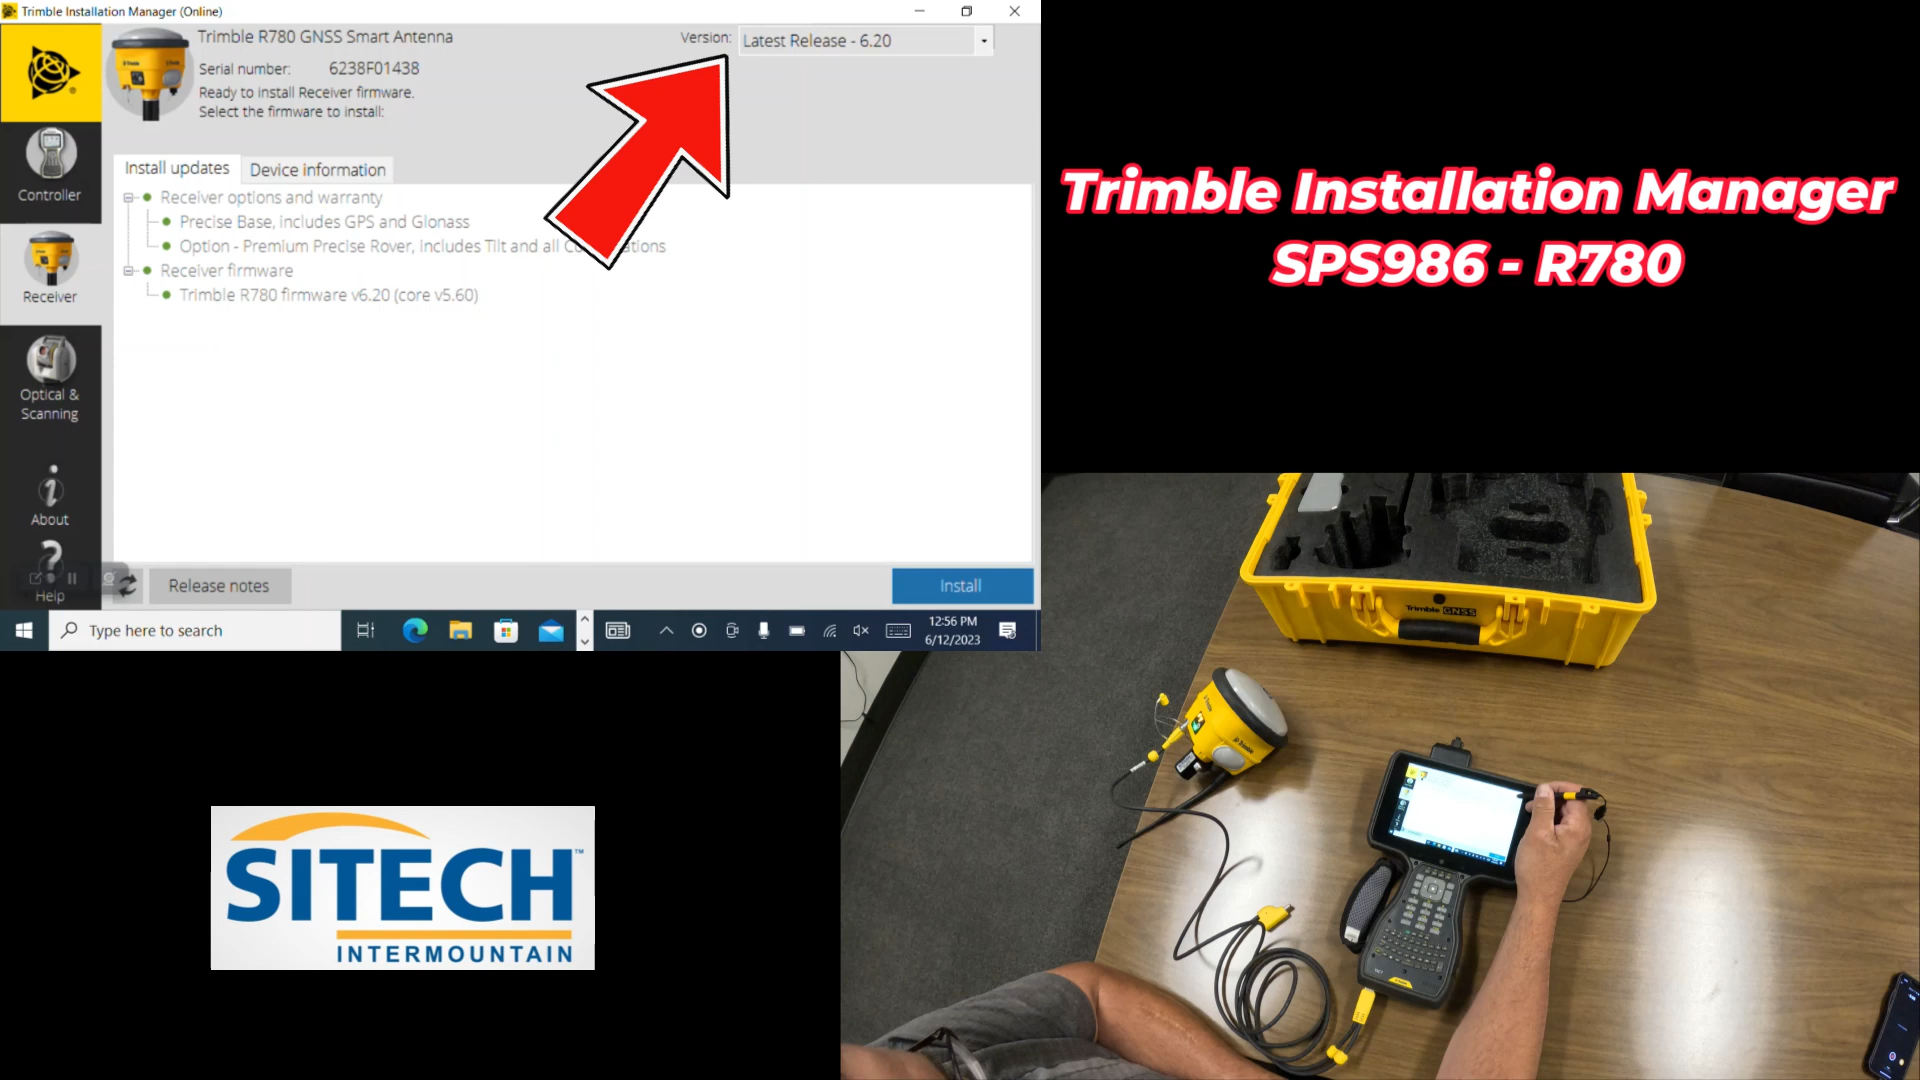 Trimble Installation Manager (Online)
Trimble R780 GNSS Smart Antenna
Version:
Latest Release - 6.20
Serial number: 6238F01438
Ready to install Receiver firmware.
Select the firmware to install:
Install updates
Device information
Receiver options and warranty
Precise Base, includes GPS and Glonass
Option - Premium Precise Rover, includes Tilt and all
Receiver firmware
Trimble R780 firmware v6.20 (core v5.60)
Controller
Receiver
Optical &
Scanning
About
Help
Release notes
Install
Type here to search
12:56 PM
6/12/2023
Trimble Installation Manager
SPS986 - R780
Trimble GNSS
SITECH™
INTERMOUNTAIN